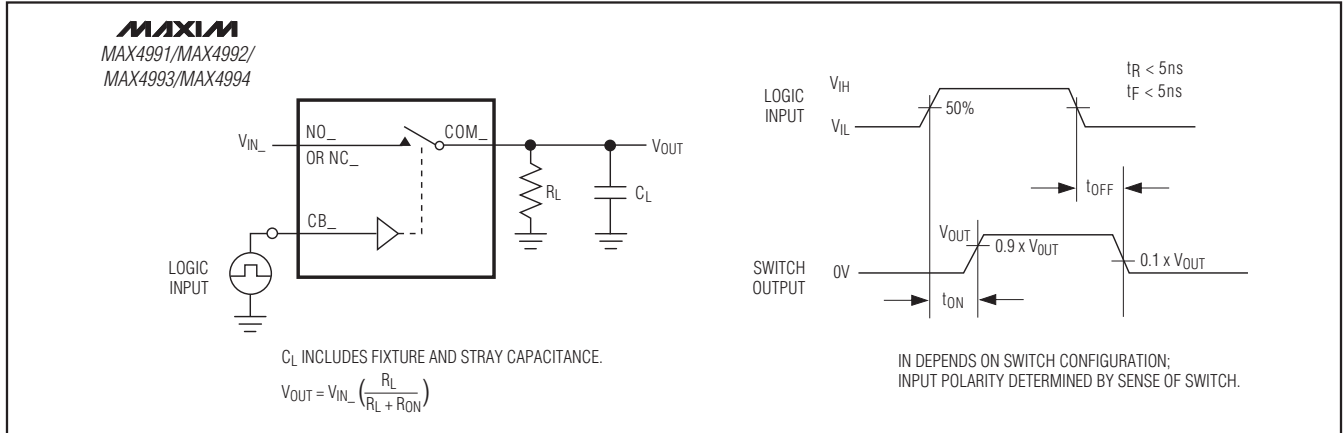 MAXIM
MAX4991/MAX4992/
MAX4993/MAX4994
VIN_
NO_
OR NC_
COM_
VOUT
RL
CL
CB_
LOGIC
INPUT
CL INCLUDES FIXTURE AND STRAY CAPACITANCE.
VOUT = VIN_ (RL / RL + RON)
LOGIC
INPUT
VIH
VIL
50%
tR < 5ns
tF < 5ns
tOFF
SWITCH
OUTPUT
VOUT
0V
0.9 x VOUT
0.1 x VOUT
tON
IN DEPENDS ON SWITCH CONFIGURATION;
INPUT POLARITY DETERMINED BY SENSE OF SWITCH.